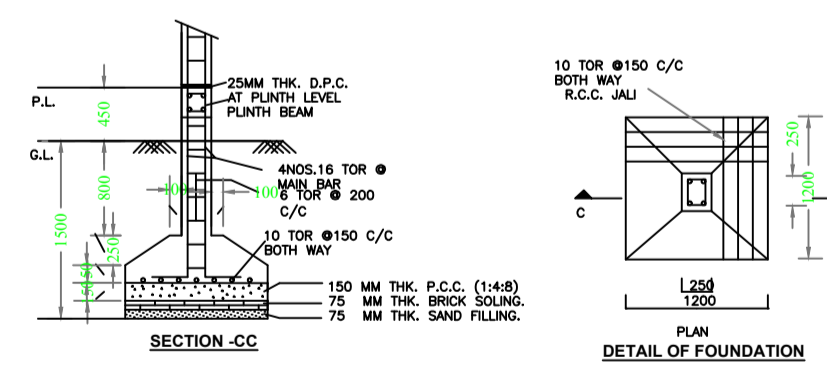 25MM THK. D.P.C.
AT PLINTH LEVEL
PLINTH BEAM
P.L.
450
G.L.
4NOS.16 TOR @
MAIN BAR
6 TOR @ 200
C/C
100
100
800
1500
250
10 TOR @150 C/C
BOTH WAY
150
150 MM THK. P.C.C. (1:4:8)
75 MM THK. BRICK SOLING.
75 MM THK. SAND FILLING.
SECTION -CC
10 TOR @150 C/C
BOTH WAY
R.C.C. JALI
250
1200
C
250
1200
PLAN
DETAIL OF FOUNDATION